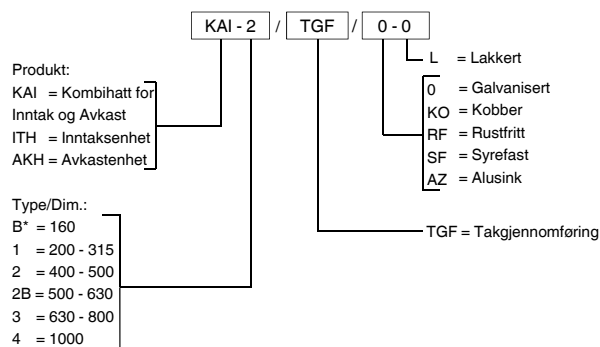 KAI - 2 / TGF / 0 - 0
L = Lakkert
0 = Galvanisert
KO = Kobber
RF = Rustfritt
SF = Syrefast
AZ = Alusink
TGF = Takgjennomføring
Produkt:
KAI = Kombihatt for
Inntak og Avkast
ITH = Inntaksenhet
AKH = Avkastenhet
Type/Dim.:
B* = 160
1 = 200 - 315
2 = 400 - 500
2B = 500 - 630
3 = 630 - 800
4 = 1000